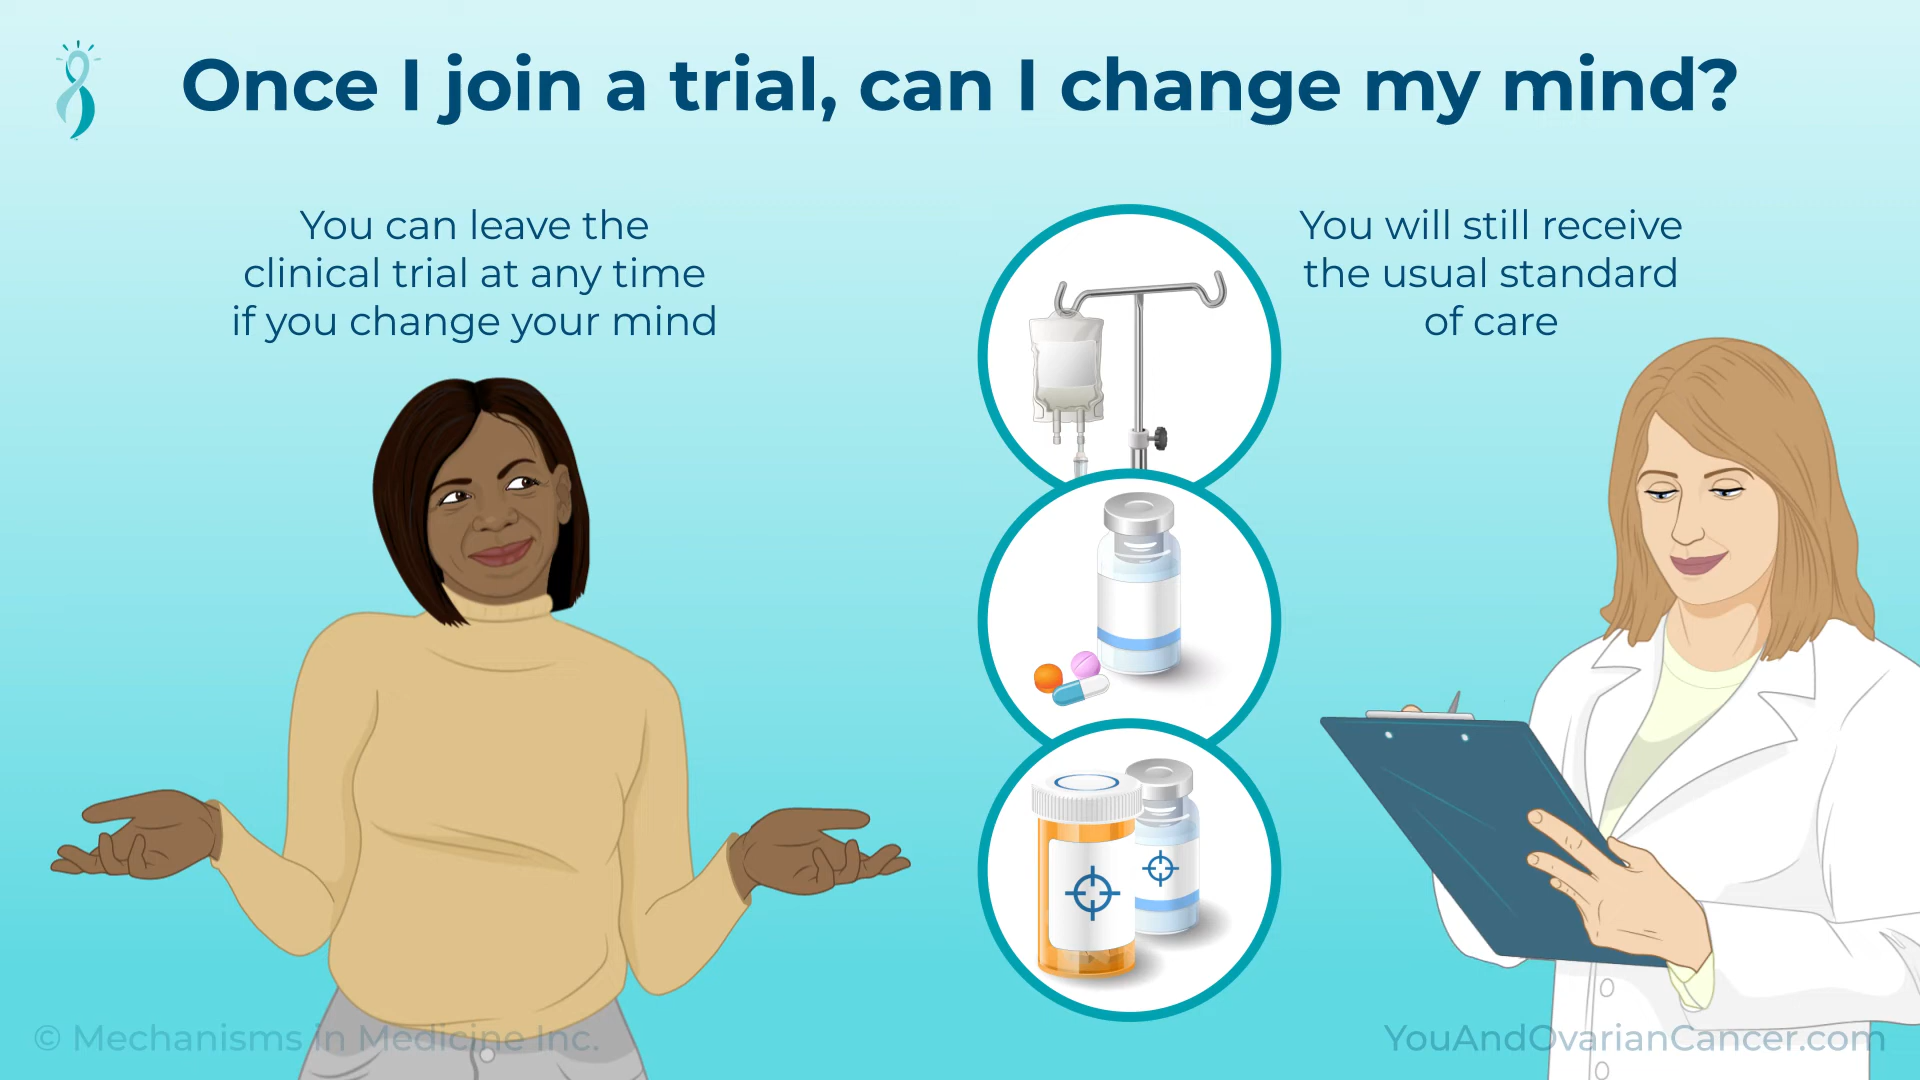 Once I join a trial, can I change my mind?
You can leave the
clinical trial at any time
if you change your mind
You will still receive
the usual standard
of care
© Mechanisms in Medicine Inc.
YouAndOvarianCancer.com